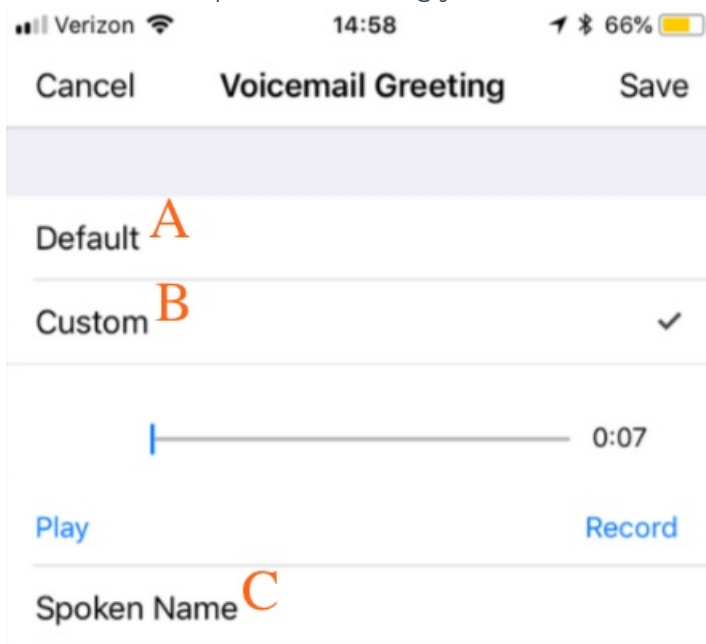 Verizon 14:58 66%
Cancel Voicemail Greeting Save
Default A
Custom B
0:07
Play Record
Spoken Name C